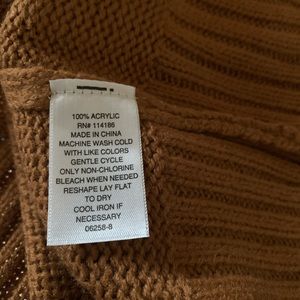 100% ACRYLIC
RN# 114186
MADE IN CHINA
MACHINE WASH COLD
WITH LIKE COLORS
GENTLE CYCLE
ONLY NON-CHLORINE
BLEACH WHEN NEEDED
RESHAPE LAY FLAT
TO DRY
COOL IRON IF
NECESSARY
06258-8